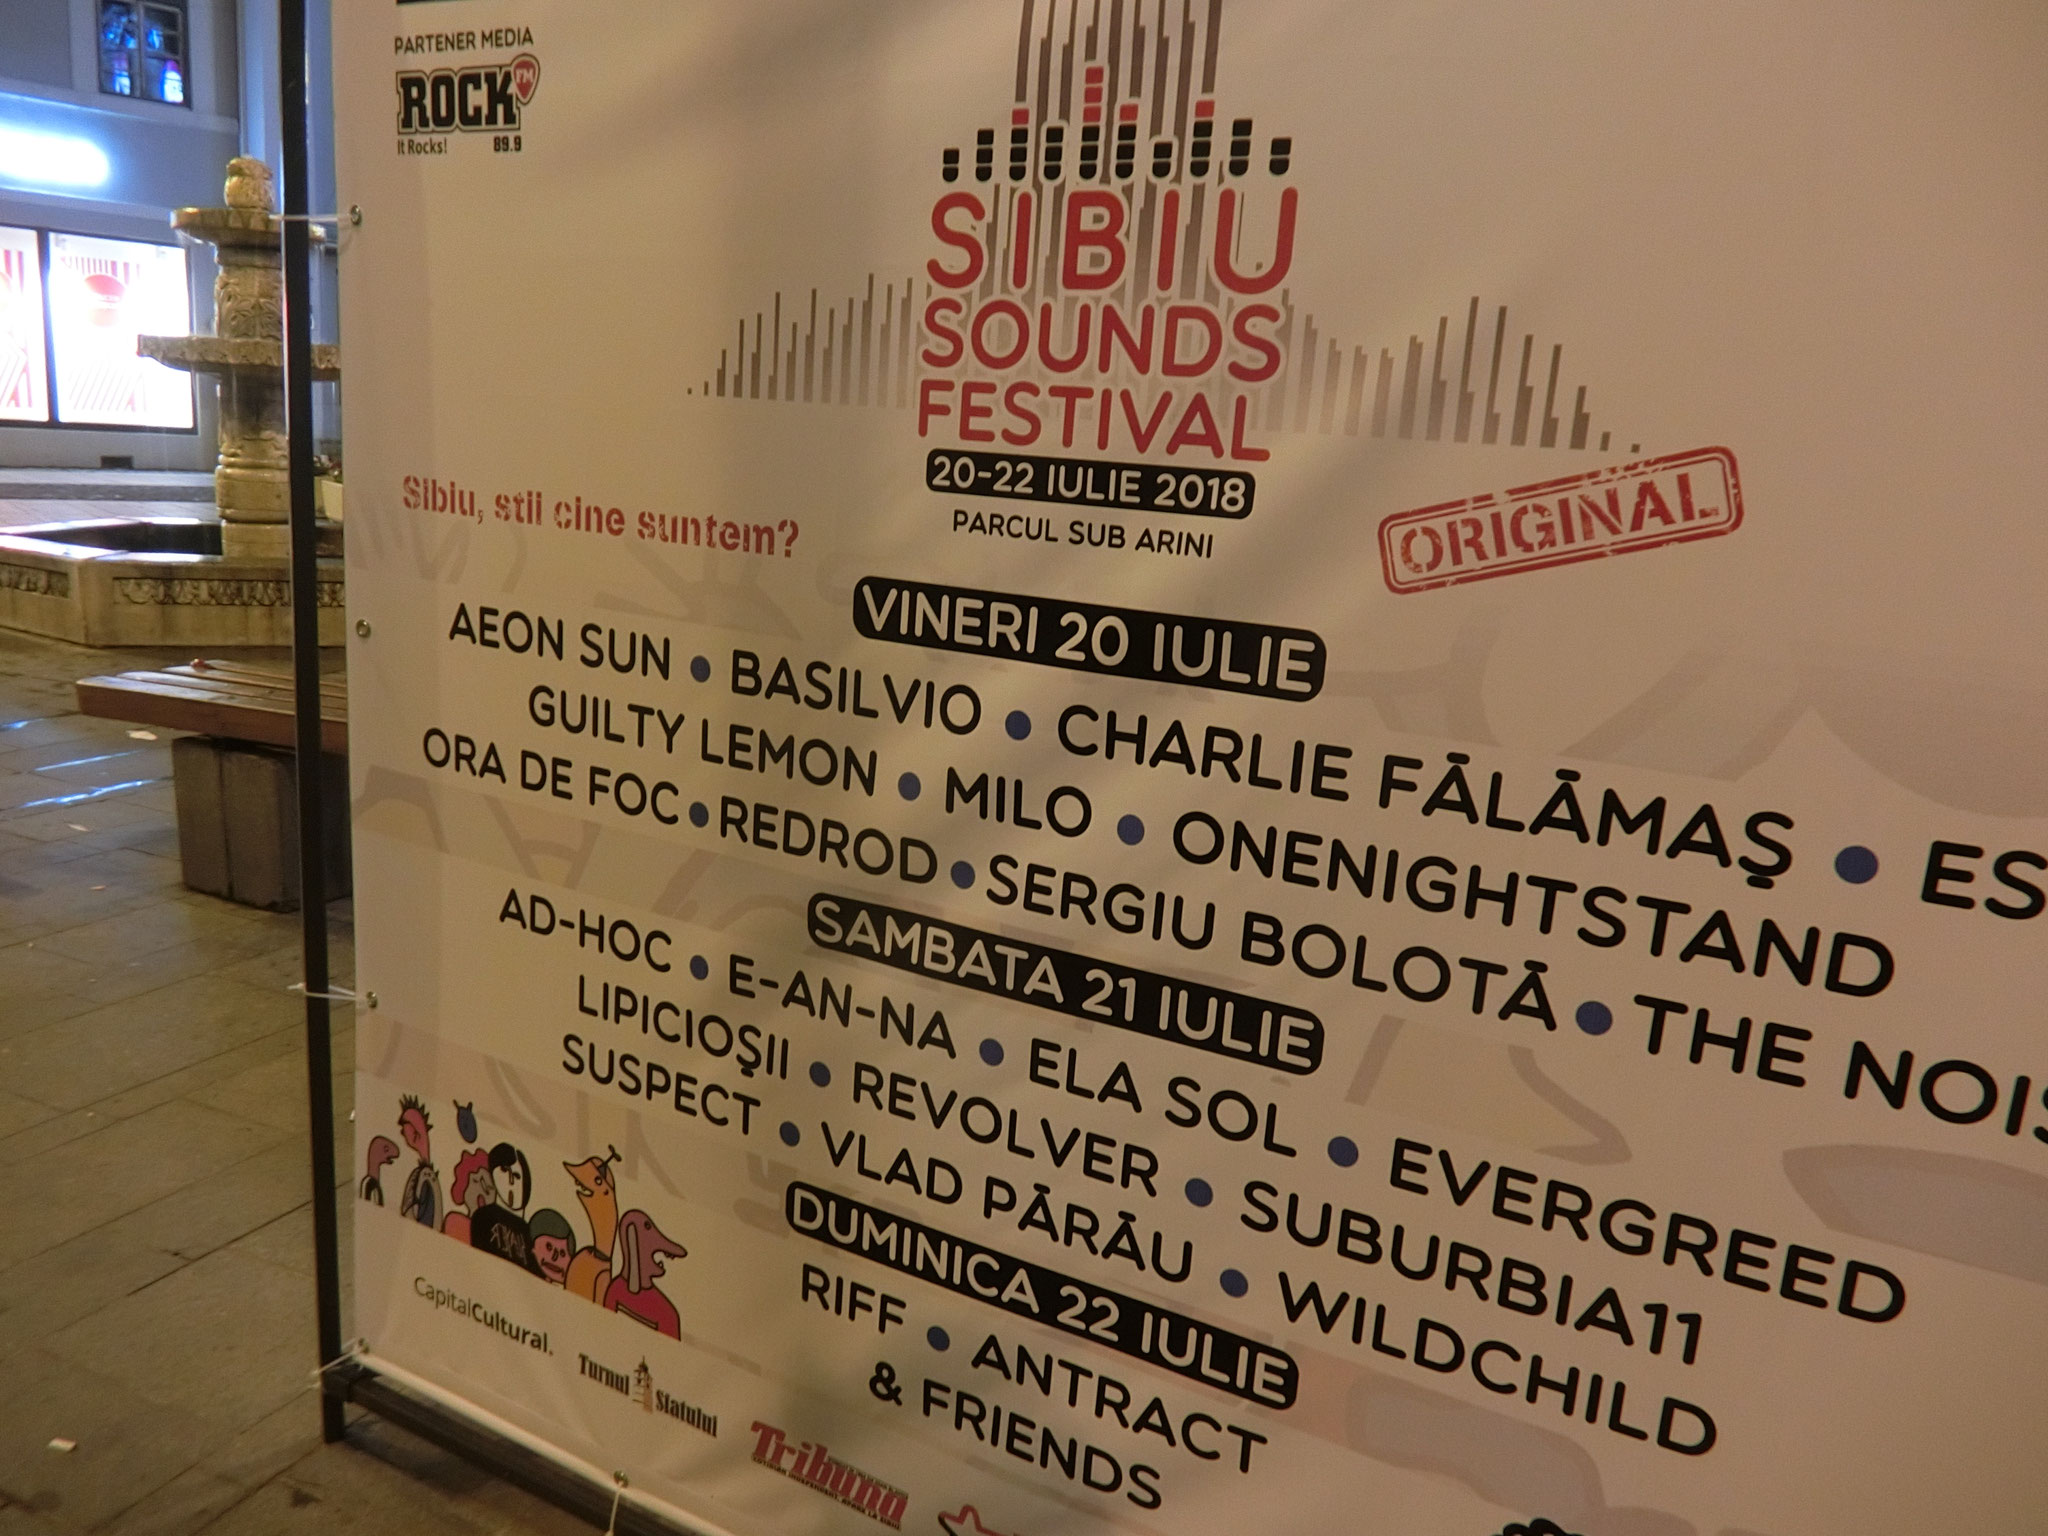 PARTENER MEDIA
ROCK FM
It Rocks! 89.9
SIBIU
SOUNDS
FESTIVAL
20-22 IULIE 2018
PARCUL SUB ARINI
Sibiu, stii cine suntem?
ORIGINAL
VINERI 20 IULIE
AEON SUN • BASILVIO • CHARLIE FĂLĂMAȘ • ES
GUILTY LEMON • MILO • ONENIGHTSTAND
ORA DE FOC • REDROD • SERGIU BOLOTĂ • THE NOIS
SAMBATA 21 IULIE
AD-HOC • E-AN-NA • ELA SOL • EVERGREED
LIPICIOȘII • REVOLVER • SUBURBIA11
SUSPECT • VLAD PĂRĂU • WILDCHILD
DUMINICA 22 IULIE
RIFF • ANTRACT
& FRIENDS
CapitalCultural.
Turnul Sfatului
Tribuna